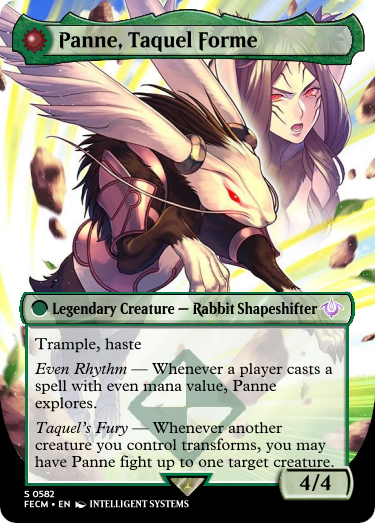 Panne, Taquel Forme
Legendary Creature — Rabbit Shapeshifter
Trample, haste
Even Rhythm — Whenever a player casts a
spell with even mana value, Panne
explores.
Taquel's Fury — Whenever another
creature you control transforms, you may
have Panne fight up to one target creature.
4/4
S 0582
FECM • EN INTELLIGENT SYSTEMS